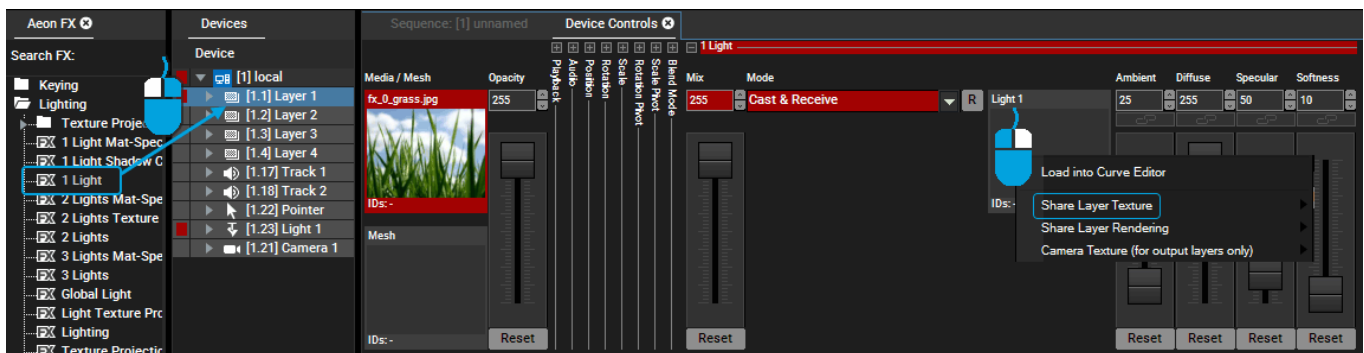 Aeon FX
Search FX:
Keying
Lighting
Texture Proje
1 Light Mat-Spec
1 Light Shadow C
1 Light
2 Lights Mat-Spe
2 Lights Texture
2 Lights
3 Lights Mat-Spe
3 Lights
Global Light
Light Texture Prc
Lighting
Texture Projectic
Devices
Device
[1] local
[1.1] Layer 1
[1.2] Layer 2
[1.3] Layer 3
[1.4] Layer 4
[1.17] Track 1
[1.18] Track 2
[1.22] Pointer
[1.23] Light 1
[1.21] Camera 1
Sequence: [1] unnamed
Device Controls
Media / Mesh
fx_0_grass.jpg
IDs:-
Mesh
IDs:-
Opacity
255
Reset
Playback
Audio
Position
Rotation
Scale
Rotation Pivot
Scale Pivot
Blend Mode
1 Light
Mix
255
Reset
Mode
Cast & Receive
R
Light 1
IDs:-
Load into Curve Editor
Share Layer Texture
Share Layer Rendering
Camera Texture (for output layers only)
Ambient
25
Reset
Diffuse
255
Reset
Specular
50
Reset
Softness
10
Reset